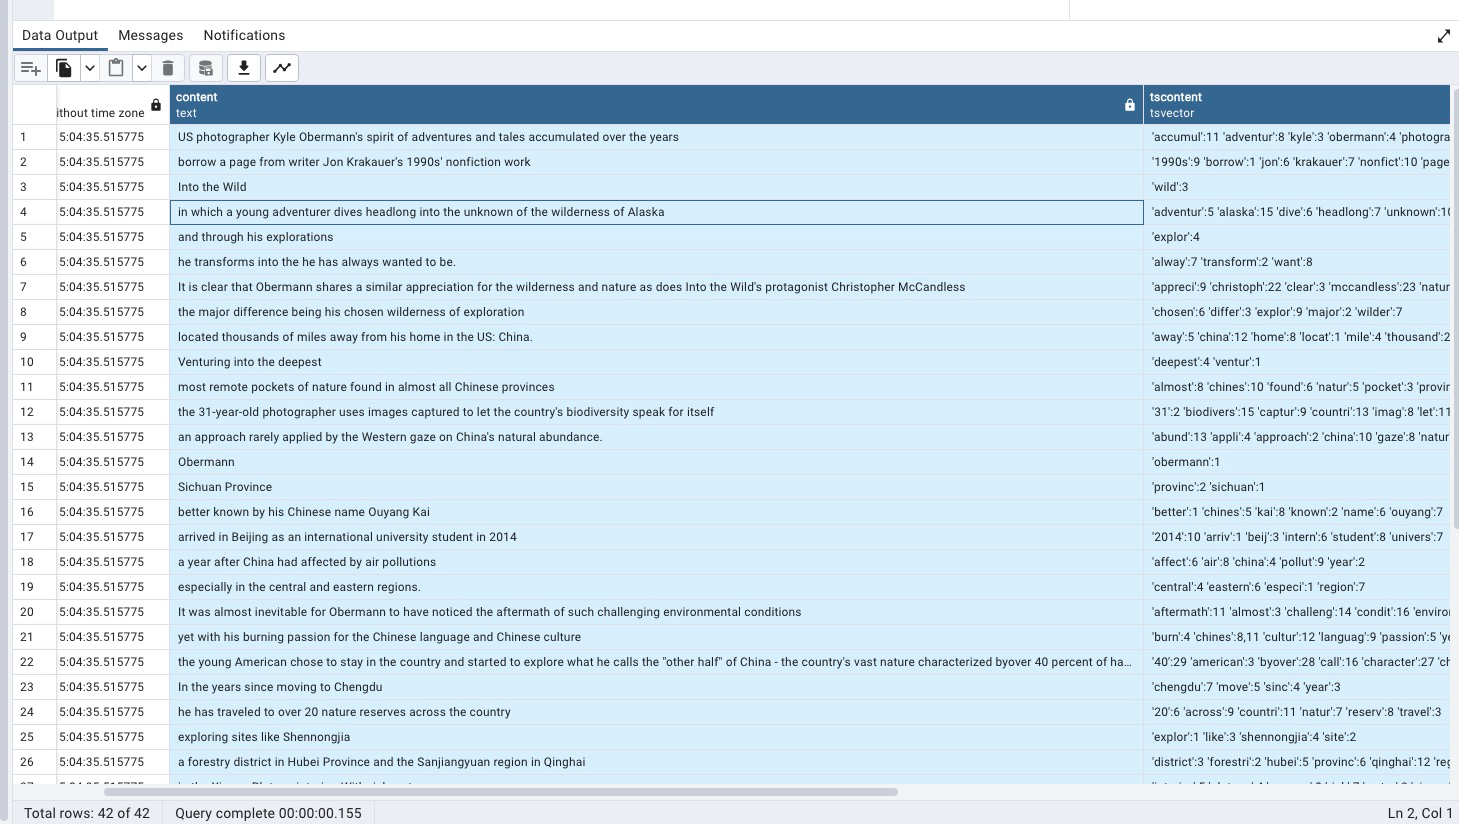 Data Output Messages Notifications
ithout time zone content text tscontent tsvector
1 5:04:35.515775 US photographer Kyle Obermann's spirit of adventures and tales accumulated over the years 'accumul':11 'adventur':8 'kyle':3 'obermann':4 'photogra
2 5:04:35.515775 borrow a page from writer Jon Krakauer's 1990s' nonfiction work '1990s':9 'borrow':1 'jon':6 'krakauer':7 'nonfict':10 'page
3 5:04:35.515775 Into the Wild 'wild':3
4 5:04:35.515775 in which a young adventurer dives headlong into the unknown of the wilderness of Alaska 'adventur':5 'alaska':15 'dive':6 'headlong':7 'unknown':10
5 5:04:35.515775 and through his explorations 'explor':4
6 5:04:35.515775 he transforms into the he has always wanted to be. 'alway':7 'transform':2 'want':8
7 5:04:35.515775 It is clear that Obermann shares a similar appreciation for the wilderness and nature as does Into the Wild's protagonist Christopher McCandless 'appreci':9 'christoph':22 'clear':3 'mccandless':23 'natur
8 5:04:35.515775 the major difference being his chosen wilderness of exploration 'chosen':6 'differ':3 'explor':9 'major':2 'wilder':7
9 5:04:35.515775 located thousands of miles away from his home in the US: China. 'away':5 'china':12 'home':8 'locat':1 'mile':4 'thousand':2
10 5:04:35.515775 Venturing into the deepest 'deepest':4 'ventur':1
11 5:04:35.515775 most remote pockets of nature found in almost all Chinese provinces 'almost':8 'chines':10 'found':6 'natur':5 'pocket':3 'provin
12 5:04:35.515775 the 31-year-old photographer uses images captured to let the country's biodiversity speak for itself '31':2 'biodivers':15 'captur':9 'countri':13 'imag':8 'let':11
13 5:04:35.515775 an approach rarely applied by the Western gaze on China's natural abundance. 'abund':13 'appli':4 'approach':2 'china':10 'gaze':8 'natur
14 5:04:35.515775 Obermann 'obermann':1
15 5:04:35.515775 Sichuan Province 'provinc':2 'sichuan':1
16 5:04:35.515775 better known by his Chinese name Ouyang Kai 'better':1 'chines':5 'kai':8 'known':2 'name':6 'ouyang':7
17 5:04:35.515775 arrived in Beijing as an international university student in 2014 '2014':10 'arriv':1 'beij':3 'intern':6 'student':8 'univers':7
18 5:04:35.515775 a year after China had affected by air pollutions 'affect':6 'air':8 'china':4 'pollut':9 'year':2
19 5:04:35.515775 especially in the central and eastern regions. 'central':4 'eastern':6 'especi':1 'region':7
20 5:04:35.515775 It was almost inevitable for Obermann to have noticed the aftermath of such challenging environmental conditions 'aftermath':11 'almost':3 'challeng':14 'condit':16 'enviro
21 5:04:35.515775 yet with his burning passion for the Chinese language and Chinese culture 'burn':4 'chines':8,11 'cultur':12 'languag':9 'passion':5 'ye
22 5:04:35.515775 the young American chose to stay in the country and started to explore what he calls the "other half" of China - the country's vast nature characterized byover 40 percent of ha... '40':29 'american':3 'byover':28 'call':16 'character':27 'ch
23 5:04:35.515775 In the years since moving to Chengdu 'chengdu':7 'move':5 'sinc':4 'year':3
24 5:04:35.515775 he has traveled to over 20 nature reserves across the country '20':6 'across':9 'countri':11 'natur':7 'reserv':8 'travel':3
25 5:04:35.515775 exploring sites like Shennongjia 'explor':1 'like':3 'shennongjia':4 'site':2
26 5:04:35.515775 a forestry district in Hubei Province and the Sanjiangyuan region in Qinghai 'district':3 'forestri':2 'hubei':5 'provinc':6 'qinghai':12 'reg
Total rows: 42 of 42 Query complete 00:00:00.155 Ln 2, Col 1